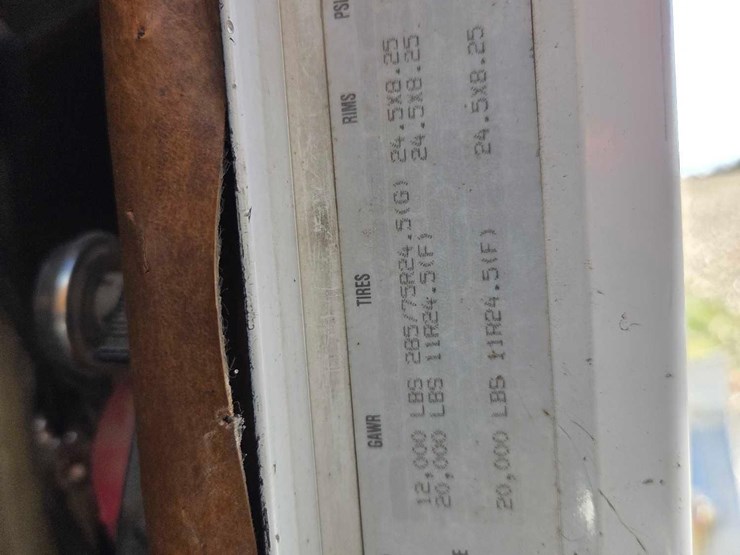 GAWR TIRES RIMS PSI
12,000 LBS 285/75R24.5(G) 24.5X8.25
20,000 LBS 11R24.5(F) 24.5X8.25
20,000 LBS 11R24.5(F) 24.5X8.25
E